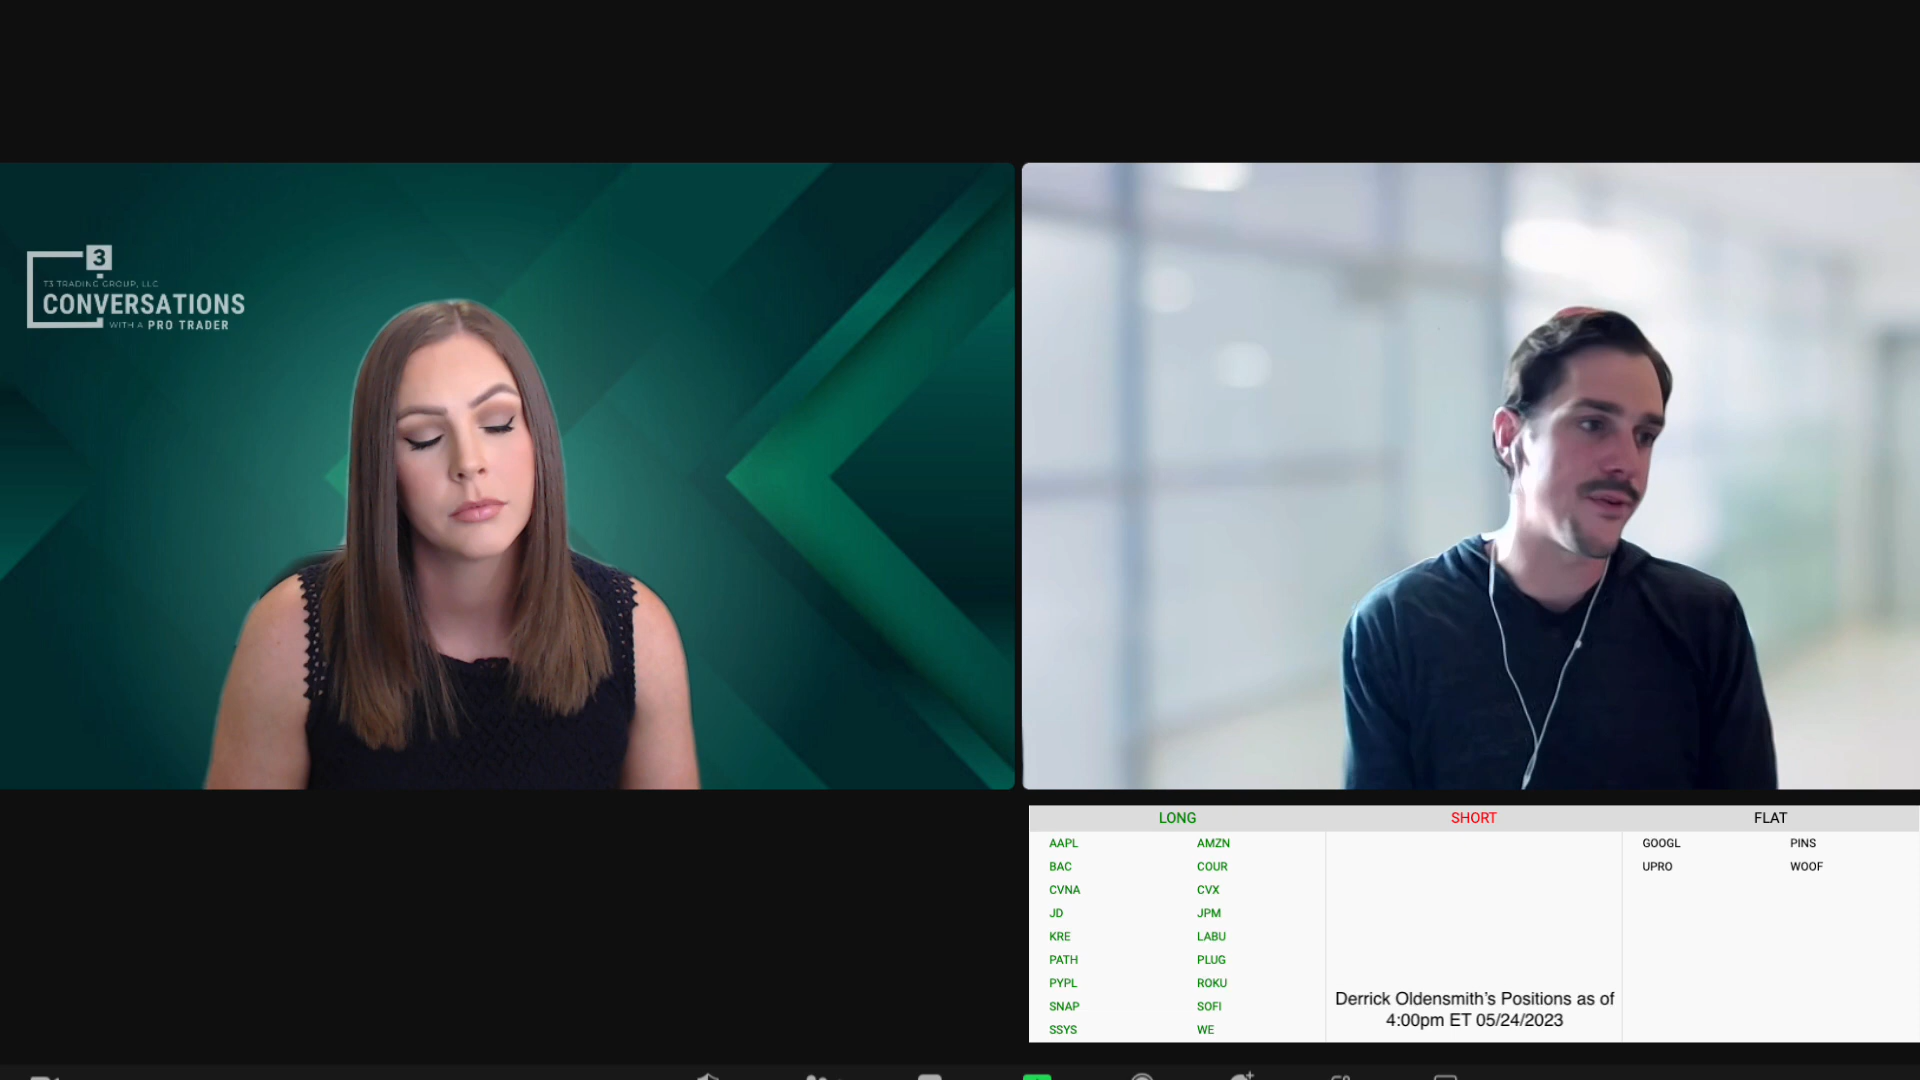 3
T3 TRADING GROUP, LLC
CONVERSATIONS
WITH A PRO TRADER
LONG SHORT FLAT
AAPL AMZN GOOGL PINS
BAC COUR UPRO WOOF
CVNA CVX
JD JPM
KRE LABU
PATH PLUG
PYPL ROKU
SNAP SOFI
SSYS WE
Derrick Oldensmith's Positions as of
4:00pm ET 05/24/2023